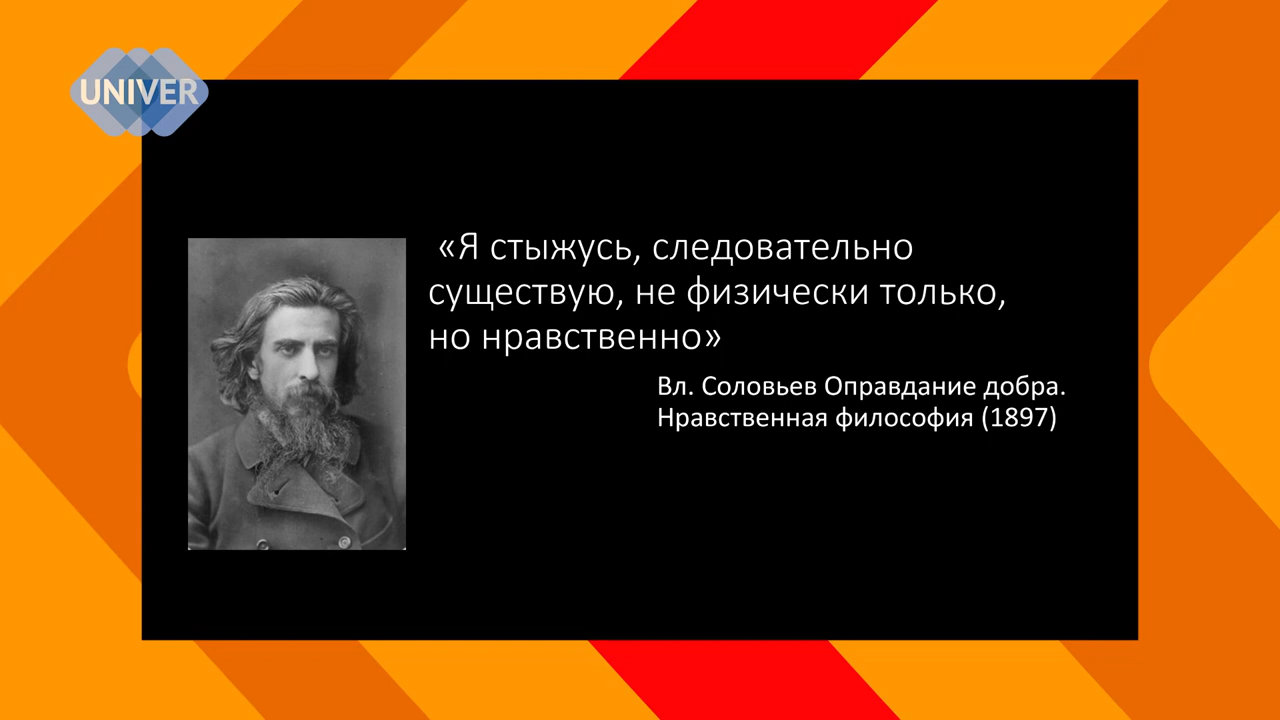 UNIVER
«Я стыжусь, следовательно
существую, не физически только,
но нравственно»
Вл. Соловьев Оправдание добра.
Нравственная философия (1897)